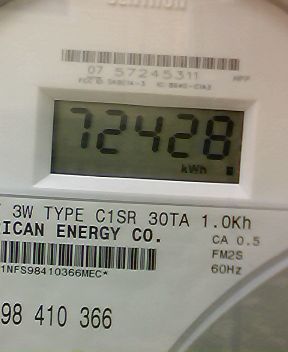 07 57245311
72428
kWh
3W TYPE C1SR 30TA 1.0Kh
RICAN ENERGY CO.
CA 0.5
FM2S
60Hz
1NFS98410366MEC*
98 410 366